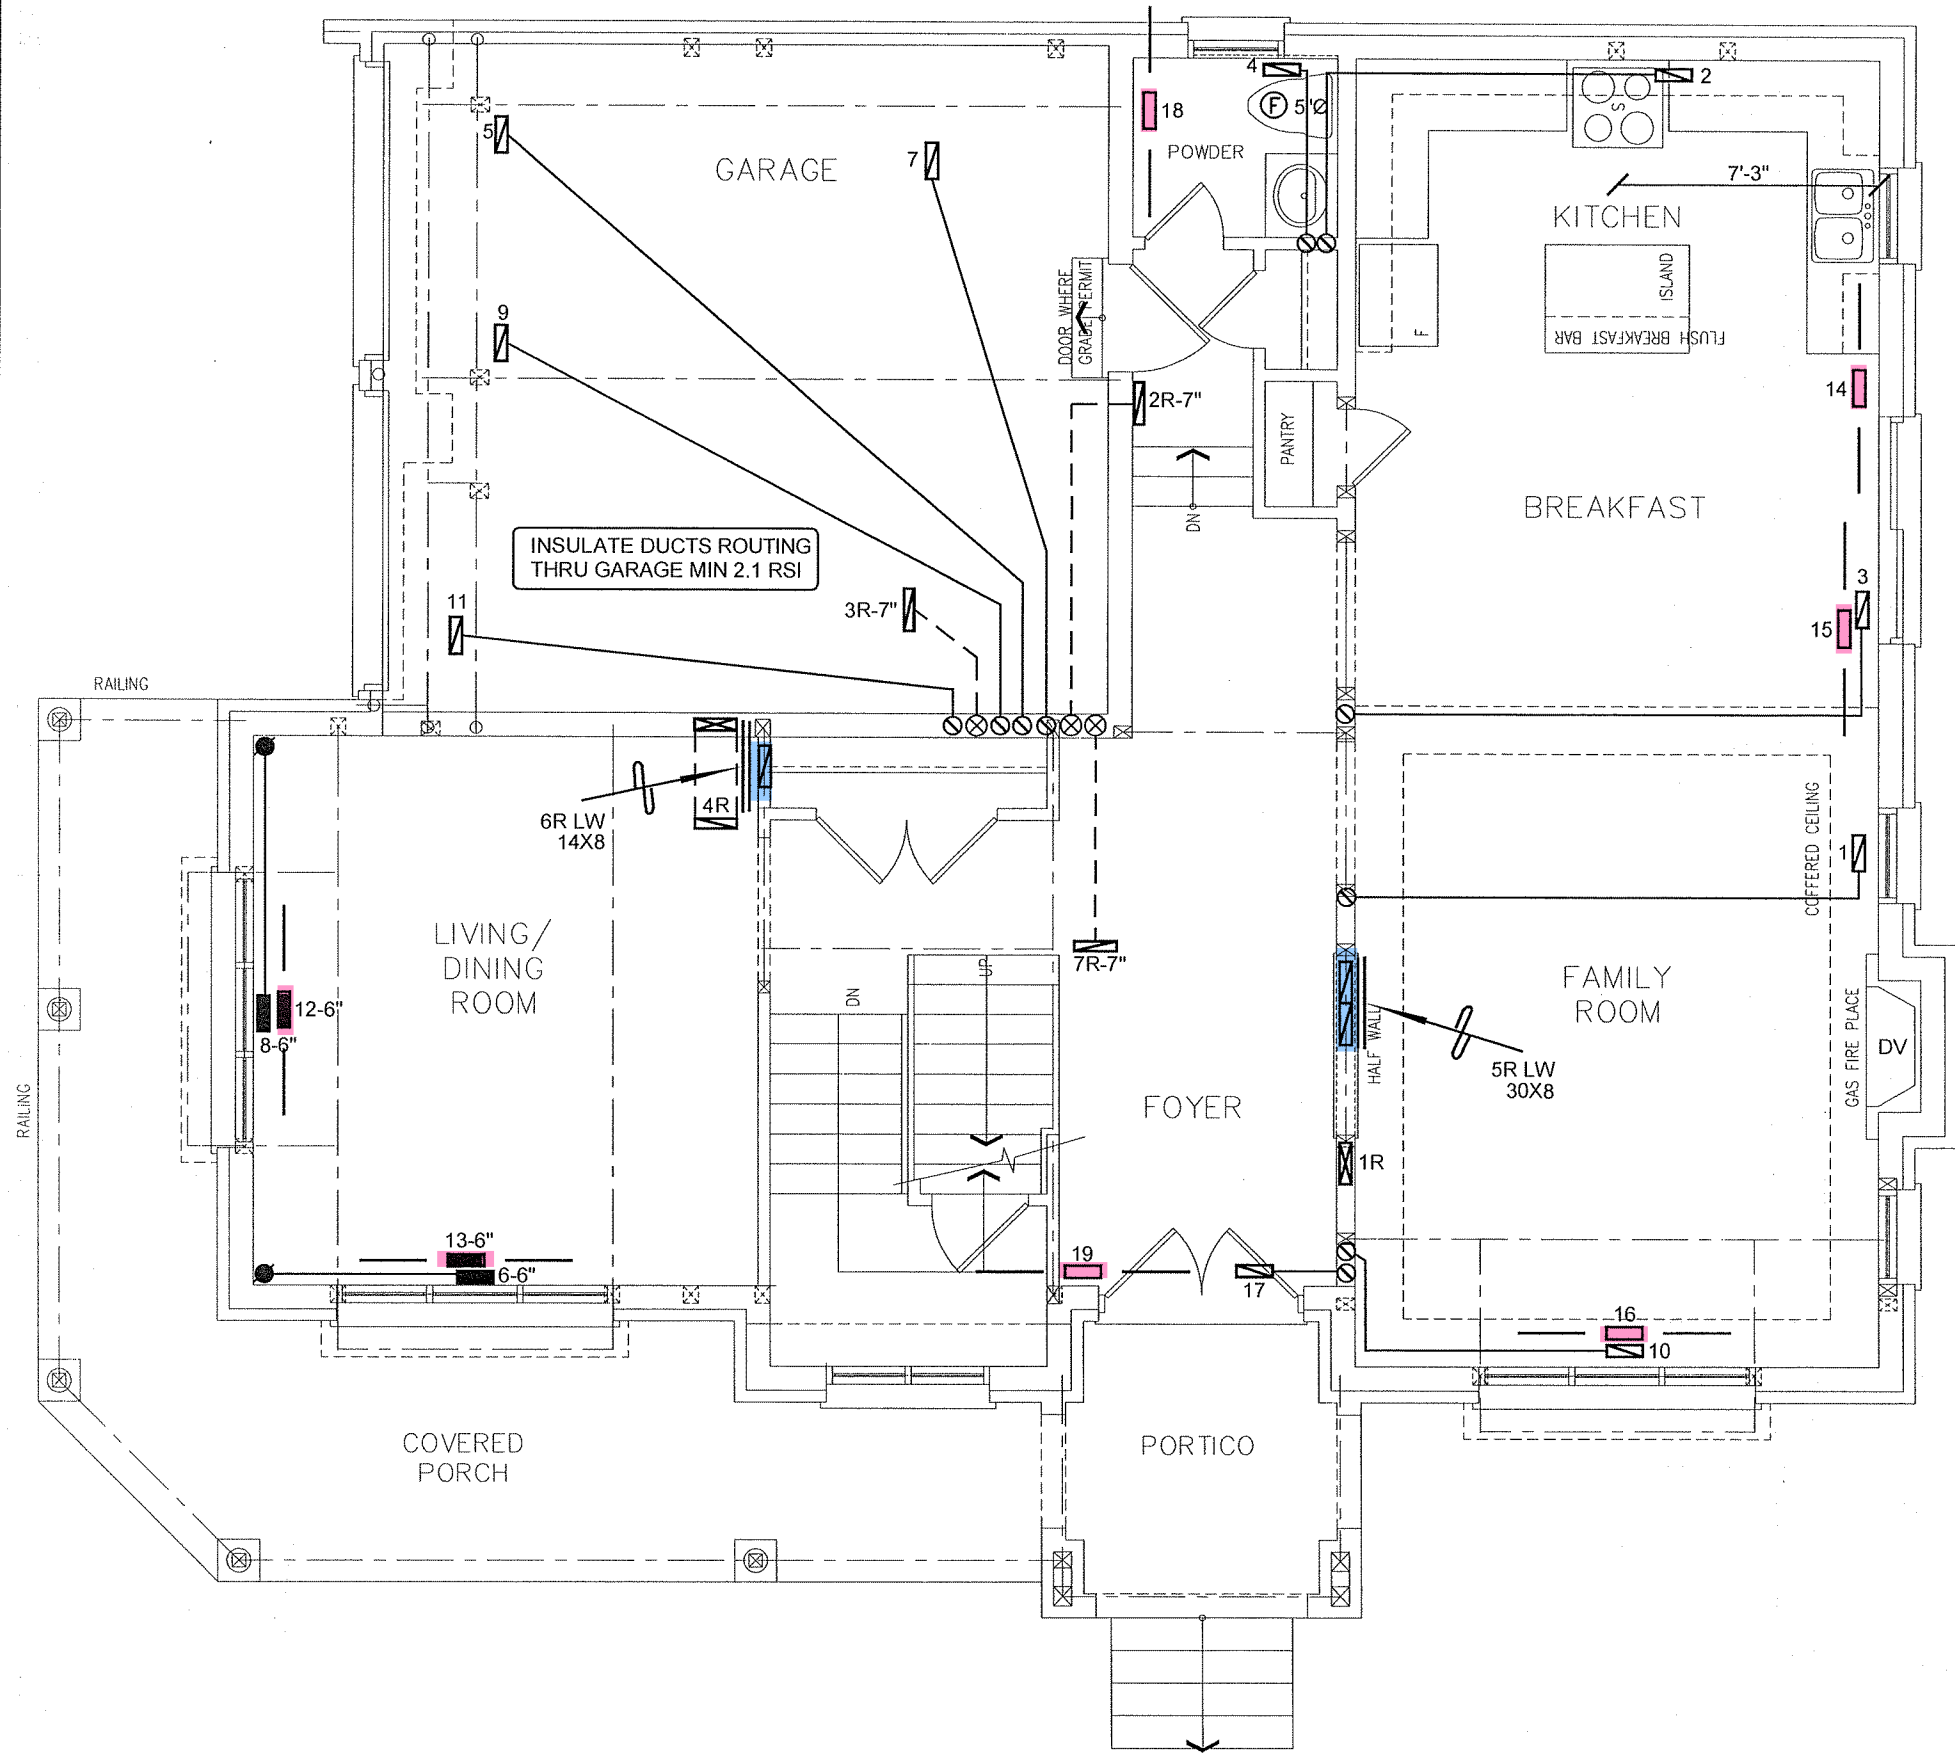 4
2
18
F 5'Ø
S
5
7
POWDER
GARAGE
7'-3"
KITCHEN
DOOR WHERE
GRADE PERMIT
ISLAND
FLUSH BREAKFAST BAR
F
9
14
2R-7"
PANTRY
BREAKFAST
DN
INSULATE DUCTS ROUTING
THRU GARAGE MIN 2.1 RSI
3
11
3R-7"
15
RAILING
4R
6R LW
14X8
COFFERED CEILING
1
LIVING/
DINING
ROOM
7R-7"
UP
DN
FAMILY
ROOM
12-6"
8-6"
HALF WALL
GAS FIRE PLACE
DV
5R LW
30X8
RAILING
FOYER
1R
13-6"
6-6"
19
17
16
10
COVERED
PORCH
PORTICO